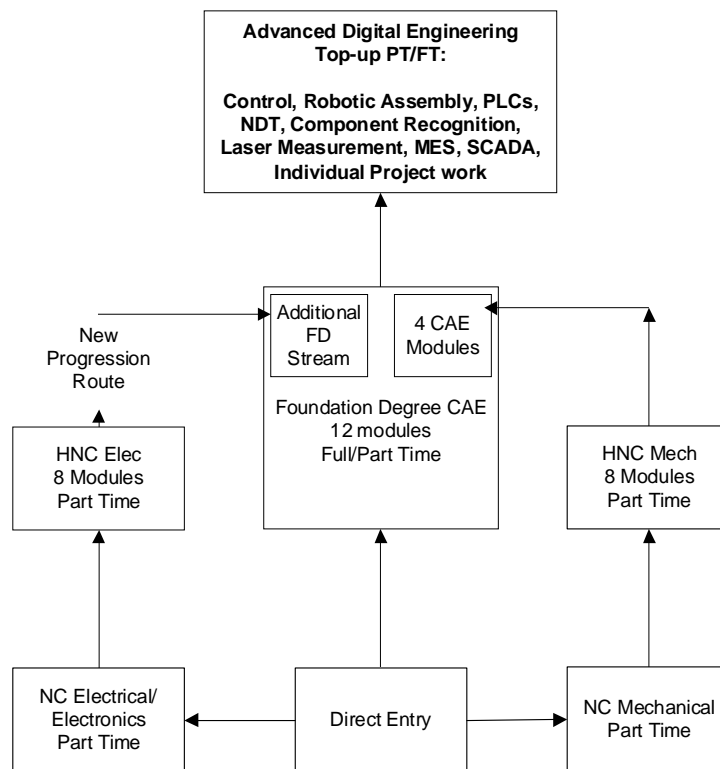 Advanced Digital Engineering
Top-up PT/FT:
Control, Robotic Assembly, PLCs,
NDT, Component Recognition,
Laser Measurement, MES, SCADA,
Individual Project work
Additional
FD
Stream
4 CAE
Modules
New
Progression
Route
Foundation Degree CAE
12 modules
Full/Part Time
HNC Elec
8 Modules
Part Time
HNC Mech
8 Modules
Part Time
NC Electrical/
Electronics
Part Time
Direct Entry
NC Mechanical
Part Time